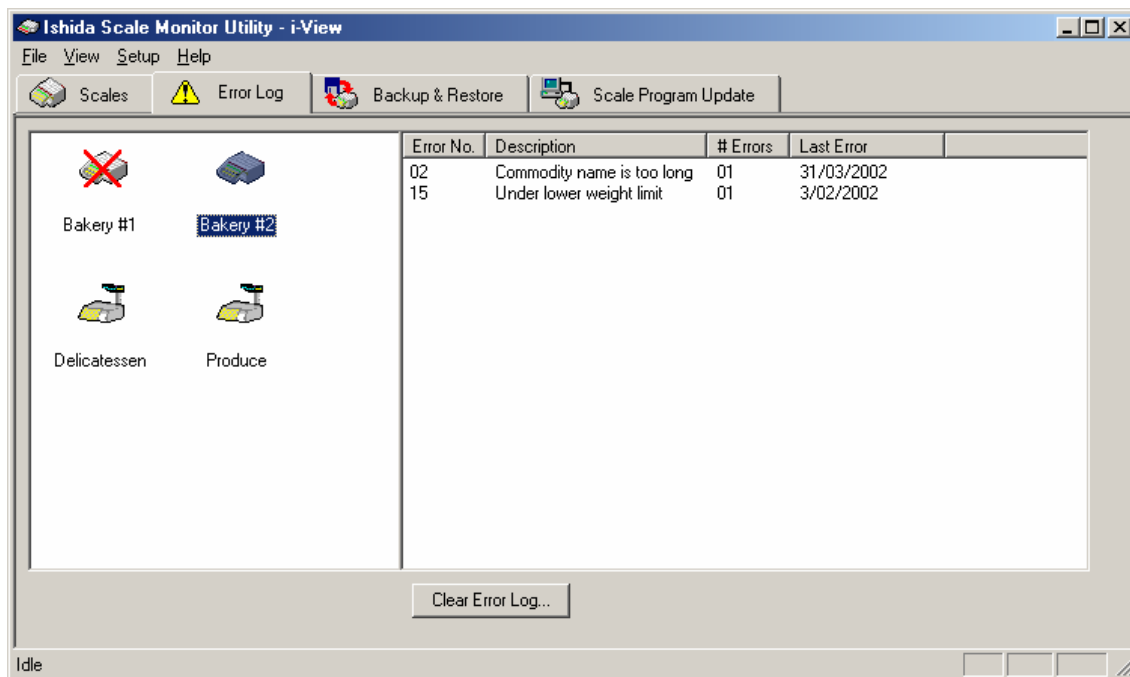 Ishida Scale Monitor Utility - i-View
File View Setup Help
Scales Error Log Backup & Restore Scale Program Update
Error No. Description # Errors Last Error
02 Commodity name is too long 01 31/03/2002
15 Under lower weight limit 01 3/02/2002
Bakery #1 Bakery #2
Delicatessen Produce
Clear Error Log...
Idle